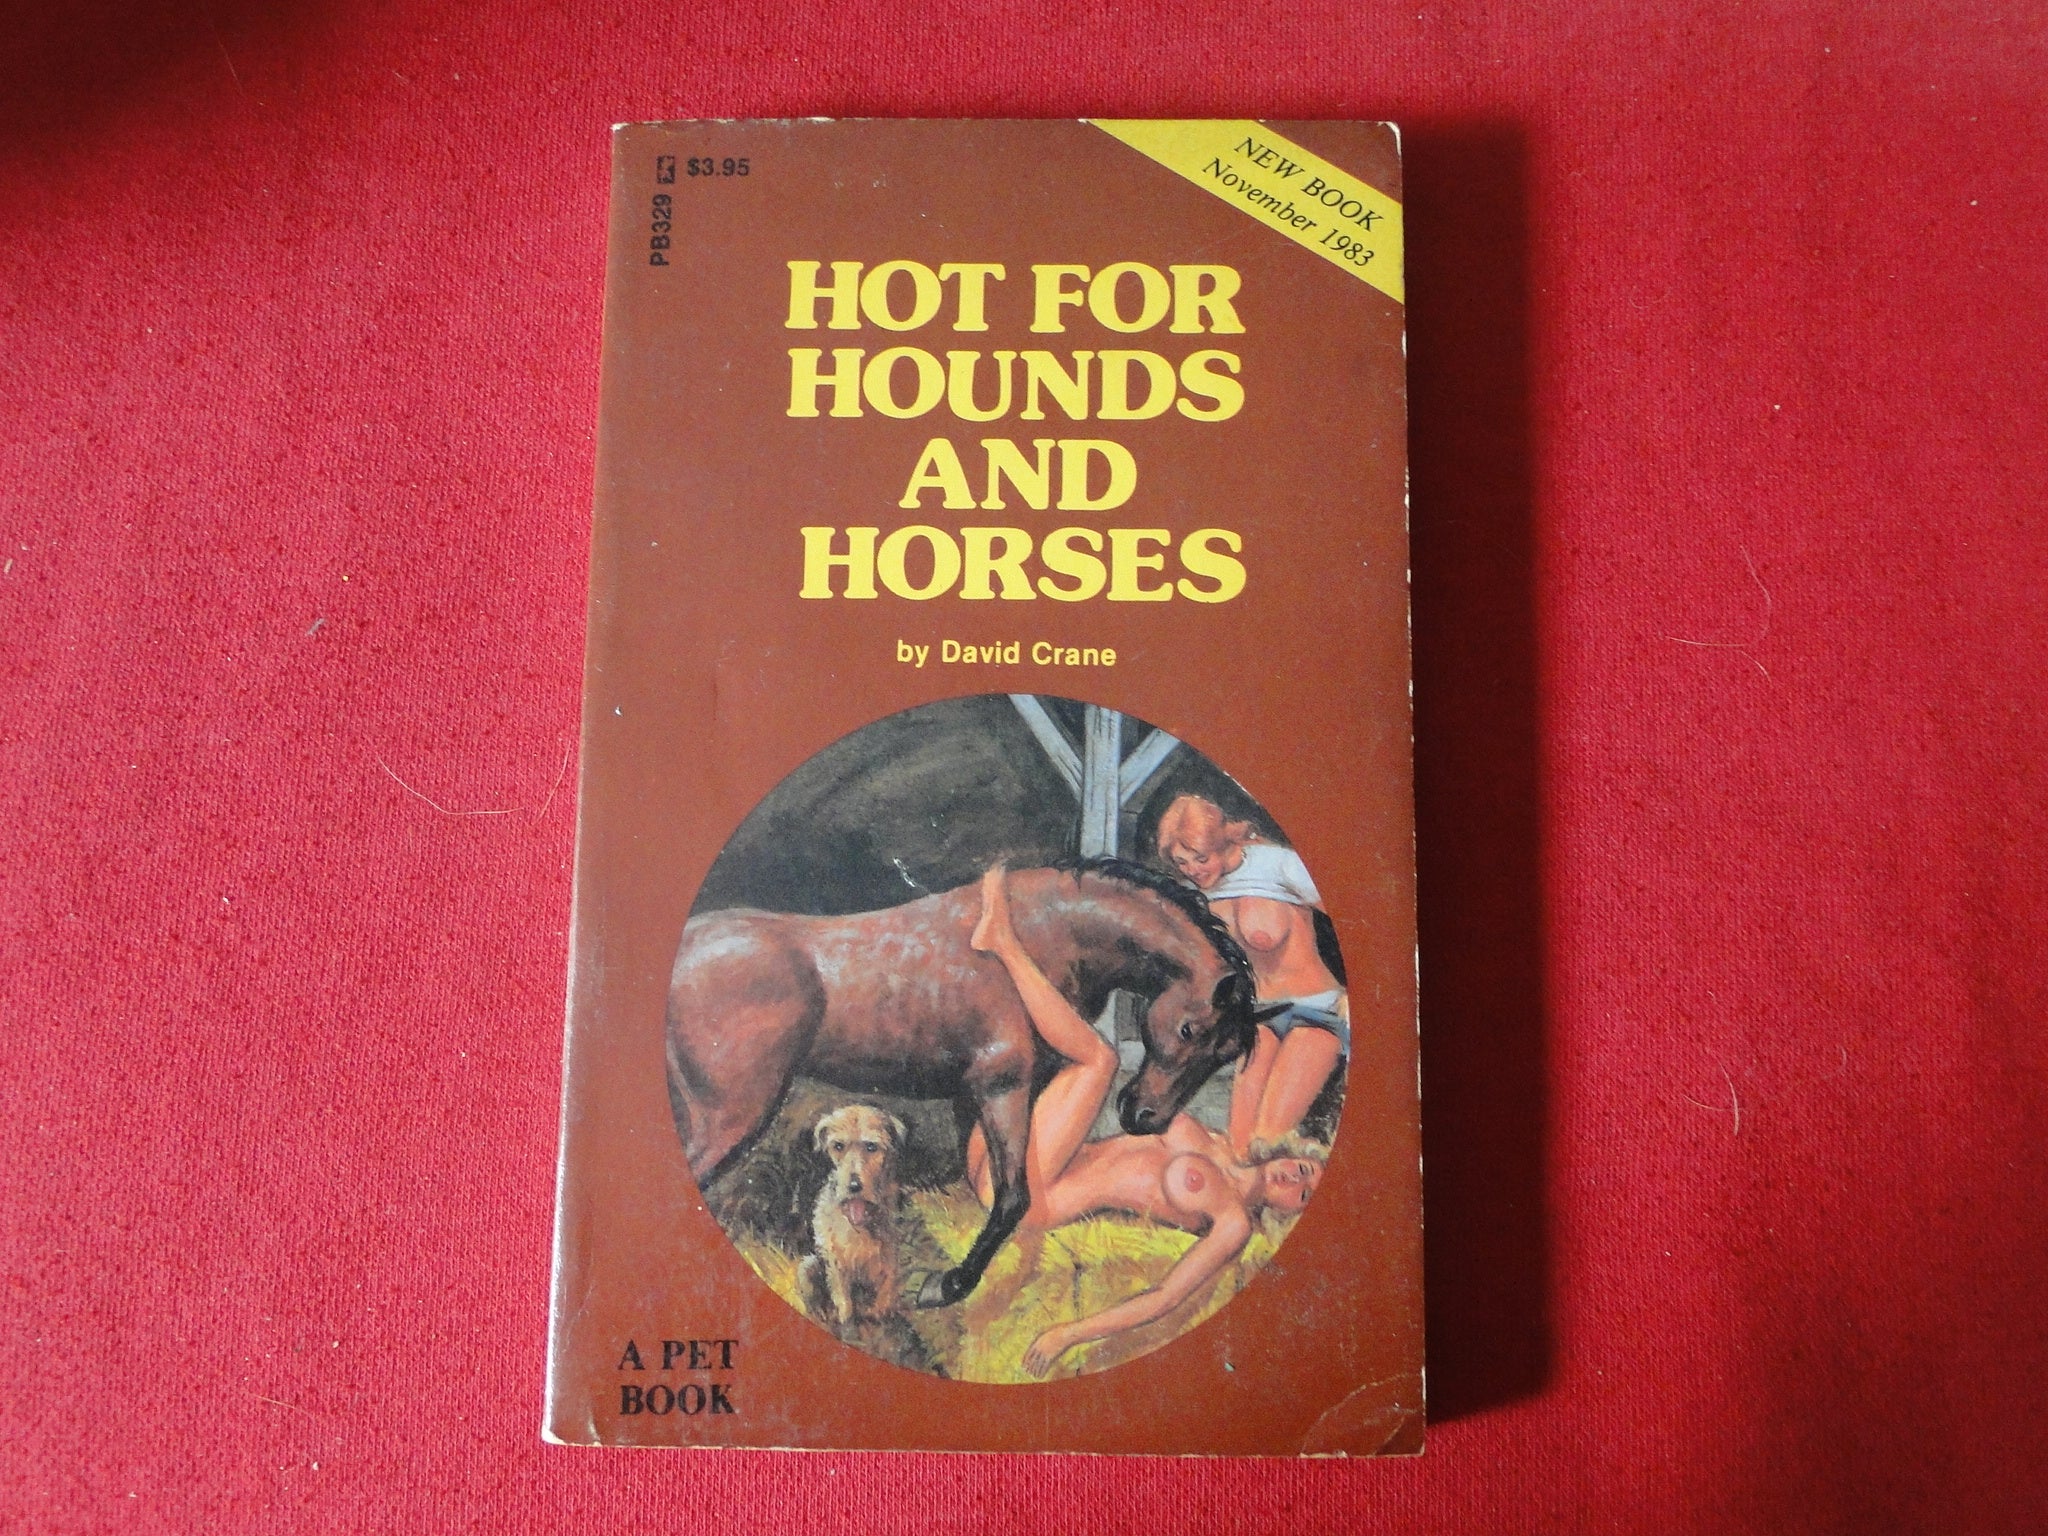 PB329
$3.95
NEW BOOK
November 1983
HOT FOR
HOUNDS
AND
HORSES
by David Crane
A PET
BOOK